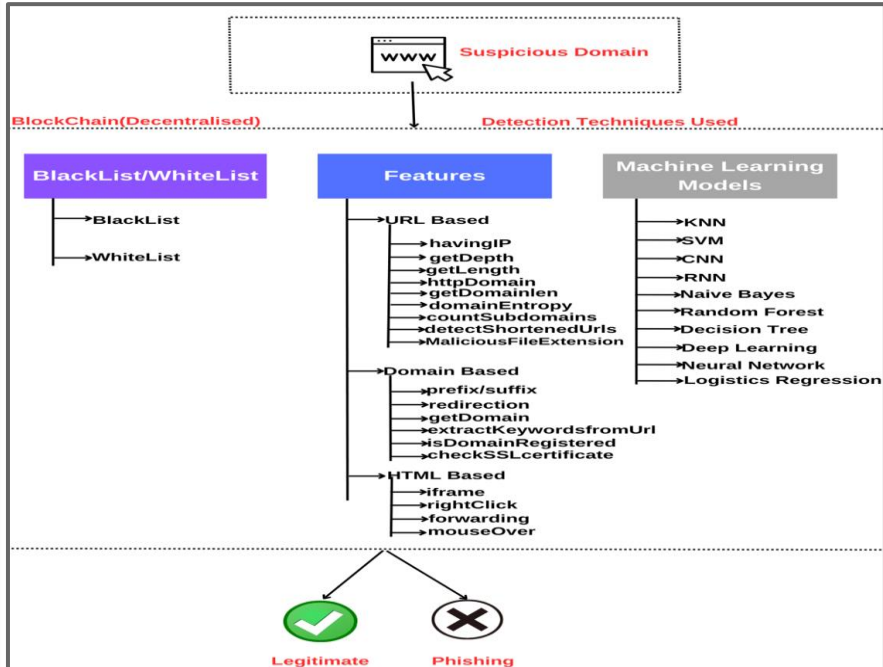 www
Suspicious Domain
BlockChain(Decentralised)
Detection Techniques Used
BlackList/WhiteList
BlackList
WhiteList
Features
URL Based
havingIP
getDepth
getLength
httpDomain
getDomainlen
domainEntropy
countSubdomains
detectShortenedUrls
MaliciousFileExtension
Domain Based
prefix/suffix
redirection
getDomain
extractKeywordsfromUrl
isDomainRegistered
checkSSLcertificate
HTML Based
iframe
rightClick
forwarding
mouseOver
Machine Learning
Models
KNN
SVM
CNN
RNN
Naive Bayes
Random Forest
Decision Tree
Deep Learning
Neural Network
Logistics Regression
Legitimate
Phishing